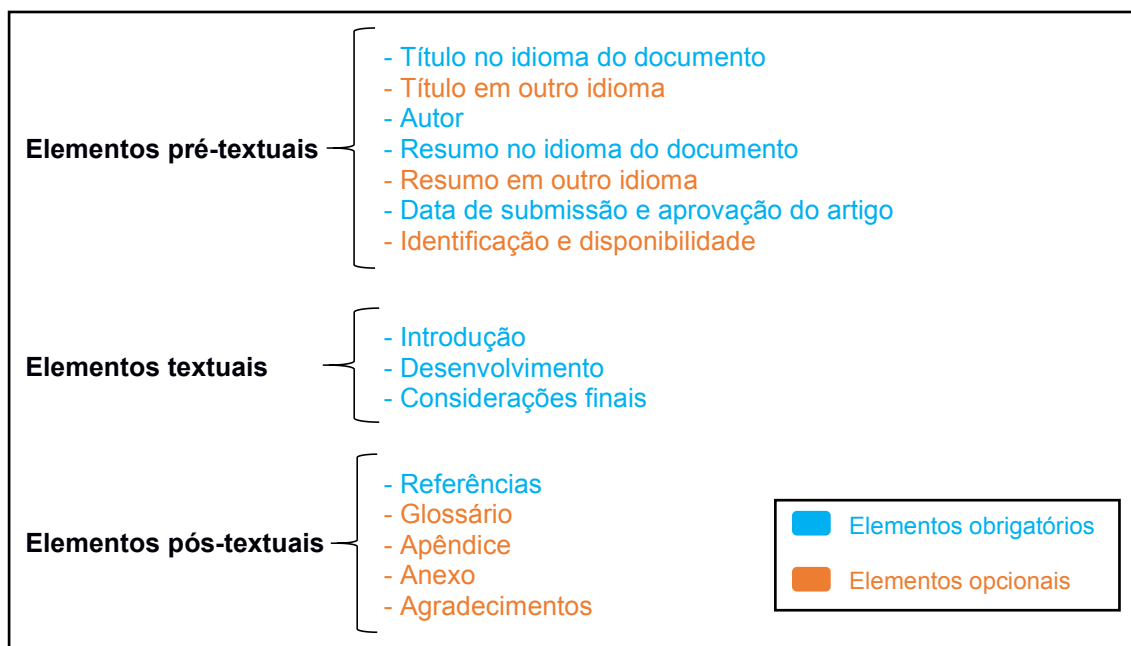 Elementos pré-textuais
- Título no idioma do documento
- Título em outro idioma
- Autor
- Resumo no idioma do documento
- Resumo em outro idioma
- Data de submissão e aprovação do artigo
- Identificação e disponibilidade
Elementos textuais
- Introdução
- Desenvolvimento
- Considerações finais
Elementos pós-textuais
- Referências
- Glossário
- Apêndice
- Anexo
- Agradecimentos
Elementos obrigatórios
Elementos opcionais